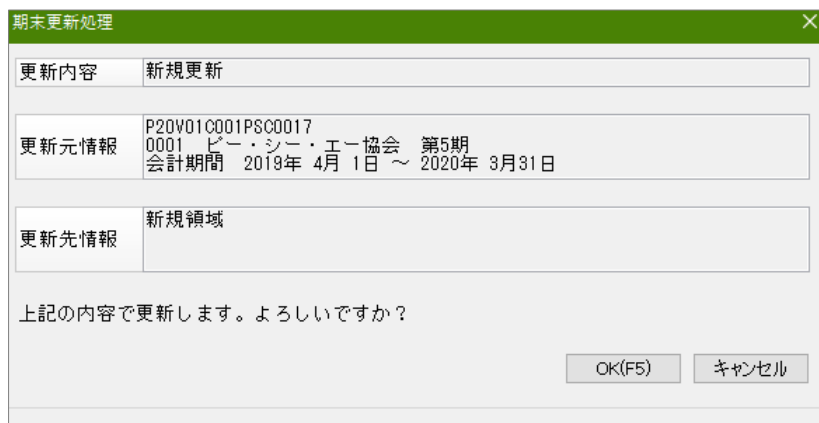 期末更新処理
更新内容 新規更新
更新元情報
P20V01C001PSC0017
0001 ピー・シー・エー協会 第5期
会計期間 2019年 4月 1日 ～ 2020年 3月31日
更新先情報
新規領域
上記の内容で更新します。よろしいですか？
OK(F5) キャンセル